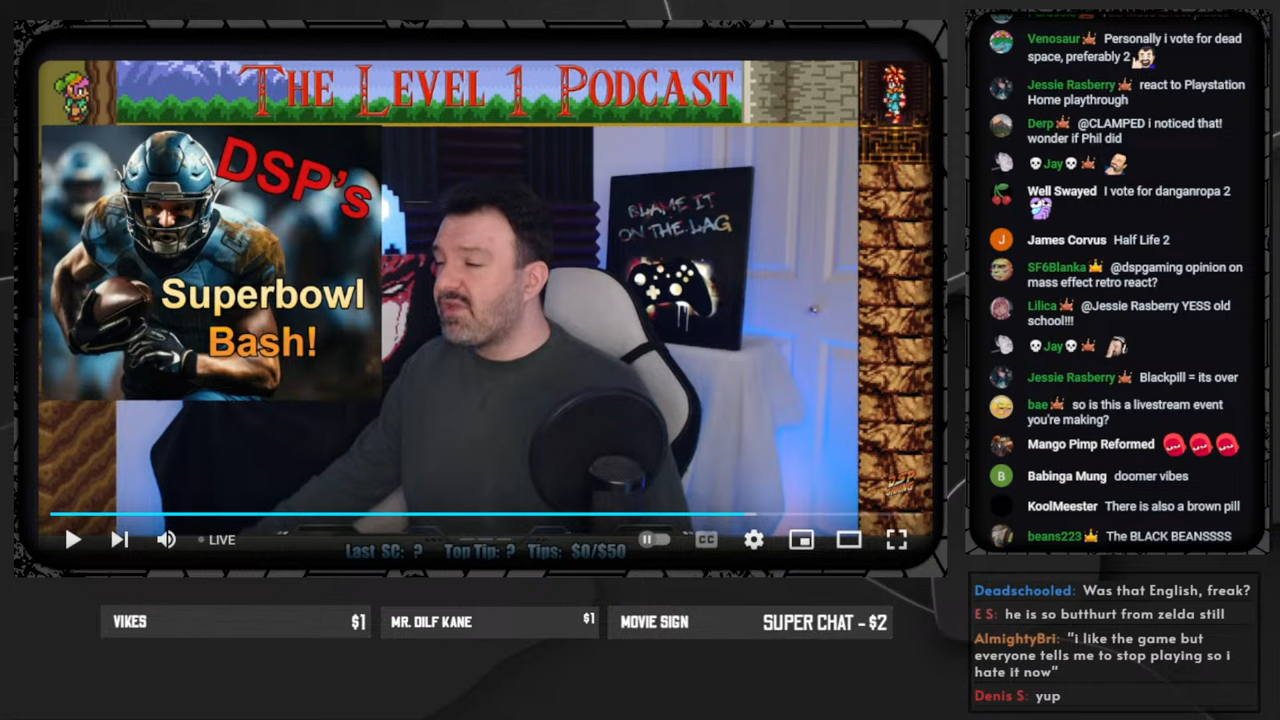 THE LEVEL 1 PODCAST
DSP's
Superbowl
Bash!
BLAME IT
ON THE LAG
LIVE
CC
Last SC: ? Top Tip: ? Tips: $0/$50
VIKES $1
MR. DILF KANE $1
MOVIE SIGN SUPER CHAT - $2
Venosaur Personally i vote for dead
space, preferably 2
Jessie Rasberry react to Playstation
Home playthrough
Derp @CLAMPED i noticed that!
wonder if Phil did
Jay
Well Swayed I vote for danganropa 2
J
James Corvus Half Life 2
SF6Blanka @dspgaming opinion on
mass effect retro react?
Lilica @Jessie Rasberry YESS old
school!!!
Jay
Jessie Rasberry Blackpill = its over
bae so is this a livestream event
you're making?
Mango Pimp Reformed
B
Babinga Mung doomer vibes
KoolMeester There is also a brown pill
beans223 The BLACK BEANSSSS
Deadschooled: Was that English, freak?
E S: he is so butthurt from zelda still
AlmightyBri: "i like the game but
everyone tells me to stop playing so i
hate it now"
Denis S: yup